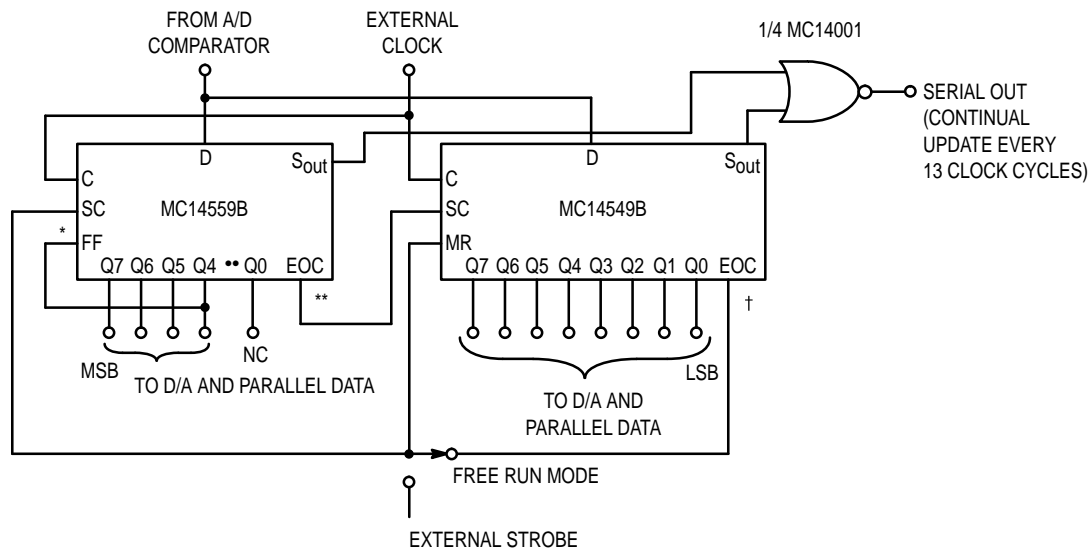 FROM A/D
COMPARATOR
EXTERNAL
CLOCK
1/4 MC14001
SERIAL OUT
(CONTINUAL
UPDATE EVERY
13 CLOCK CYCLES)
D
Sout
C
SC
* FF
MC14559B
Q7 Q6 Q5 Q4 •• Q0 EOC
**
D
Sout
C
SC
MR
MC14549B
Q7 Q6 Q5 Q4 Q3 Q2 Q1 Q0 EOC
†
MSB
NC
TO D/A AND PARALLEL DATA
LSB
TO D/A AND
PARALLEL DATA
FREE RUN MODE
EXTERNAL STROBE